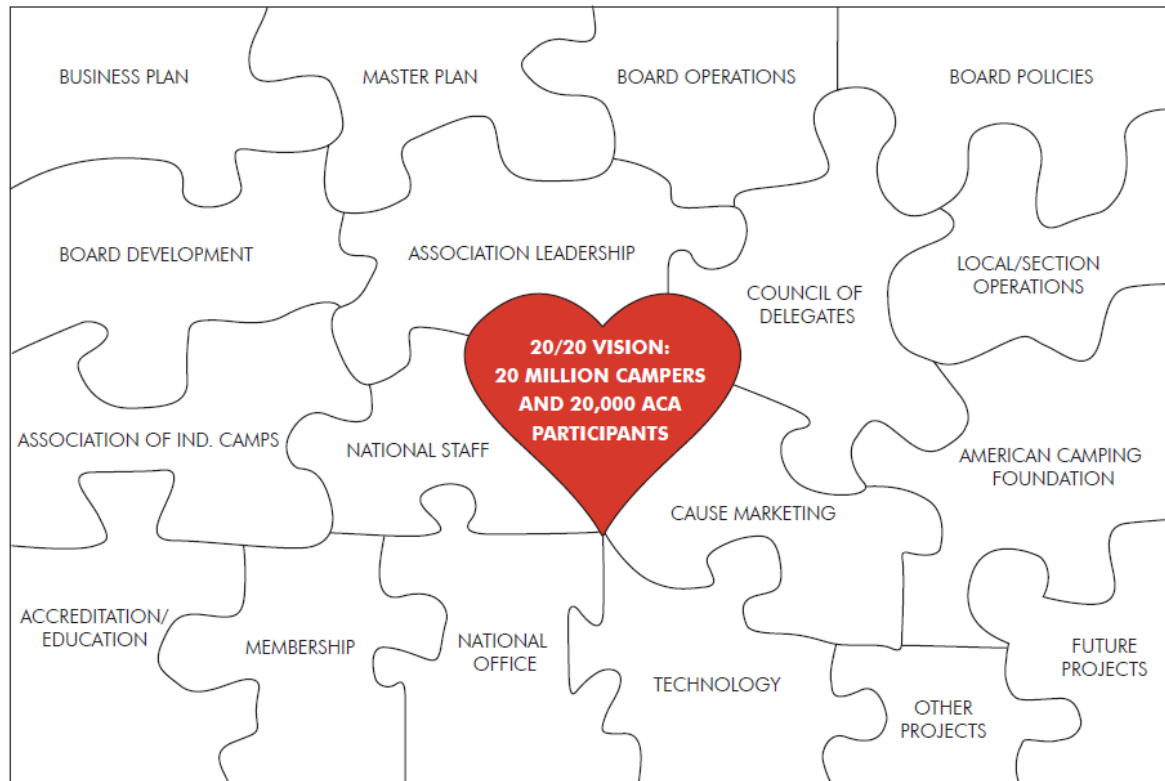 BUSINESS PLAN
MASTER PLAN
BOARD OPERATIONS
BOARD POLICIES
BOARD DEVELOPMENT
ASSOCIATION LEADERSHIP
COUNCIL OF
DELEGATES
LOCAL/SECTION
OPERATIONS
20/20 VISION:
20 MILLION CAMPERS
AND 20,000 ACA
PARTICIPANTS
ASSOCIATION OF IND. CAMPS
NATIONAL STAFF
CAUSE MARKETING
AMERICAN CAMPING
FOUNDATION
ACCREDITATION/
EDUCATION
MEMBERSHIP
NATIONAL
OFFICE
TECHNOLOGY
OTHER
PROJECTS
FUTURE
PROJECTS